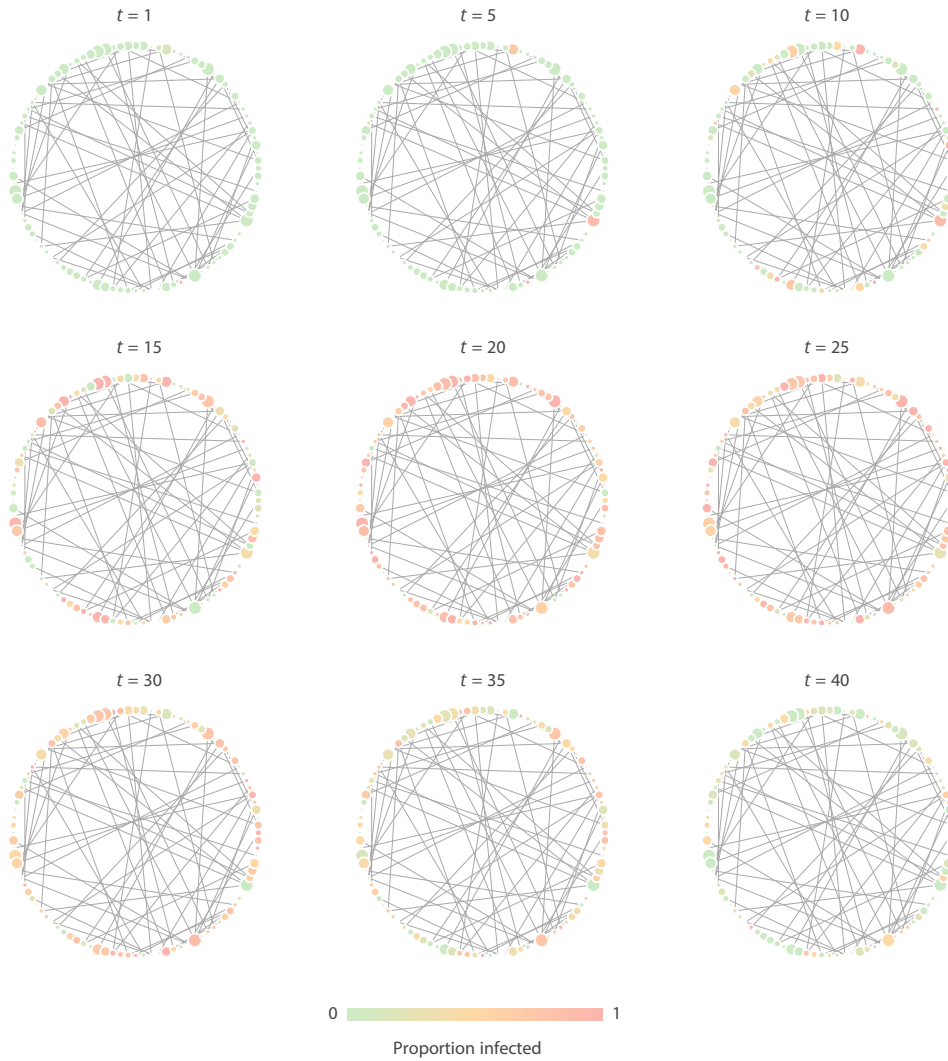 t = 1
t = 5
t = 10
t = 15
t = 20
t = 25
t = 30
t = 35
t = 40
0 1
Proportion infected